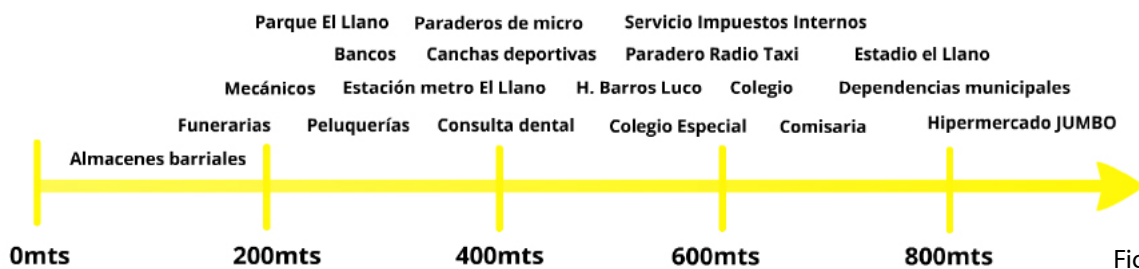 Parque El Llano Paraderos de micro Servicio Impuestos Internos
Bancos Canchas deportivas Paradero Radio Taxi Estadio el Llano
Mecánicos Estación metro El Llano H. Barros Luco Colegio Dependencias municipales
Funerarias Peluquerías Consulta dental Colegio Especial Comisaria Hipermercado JUMBO
Almacenes barriales
0mts 200mts 400mts 600mts 800mts